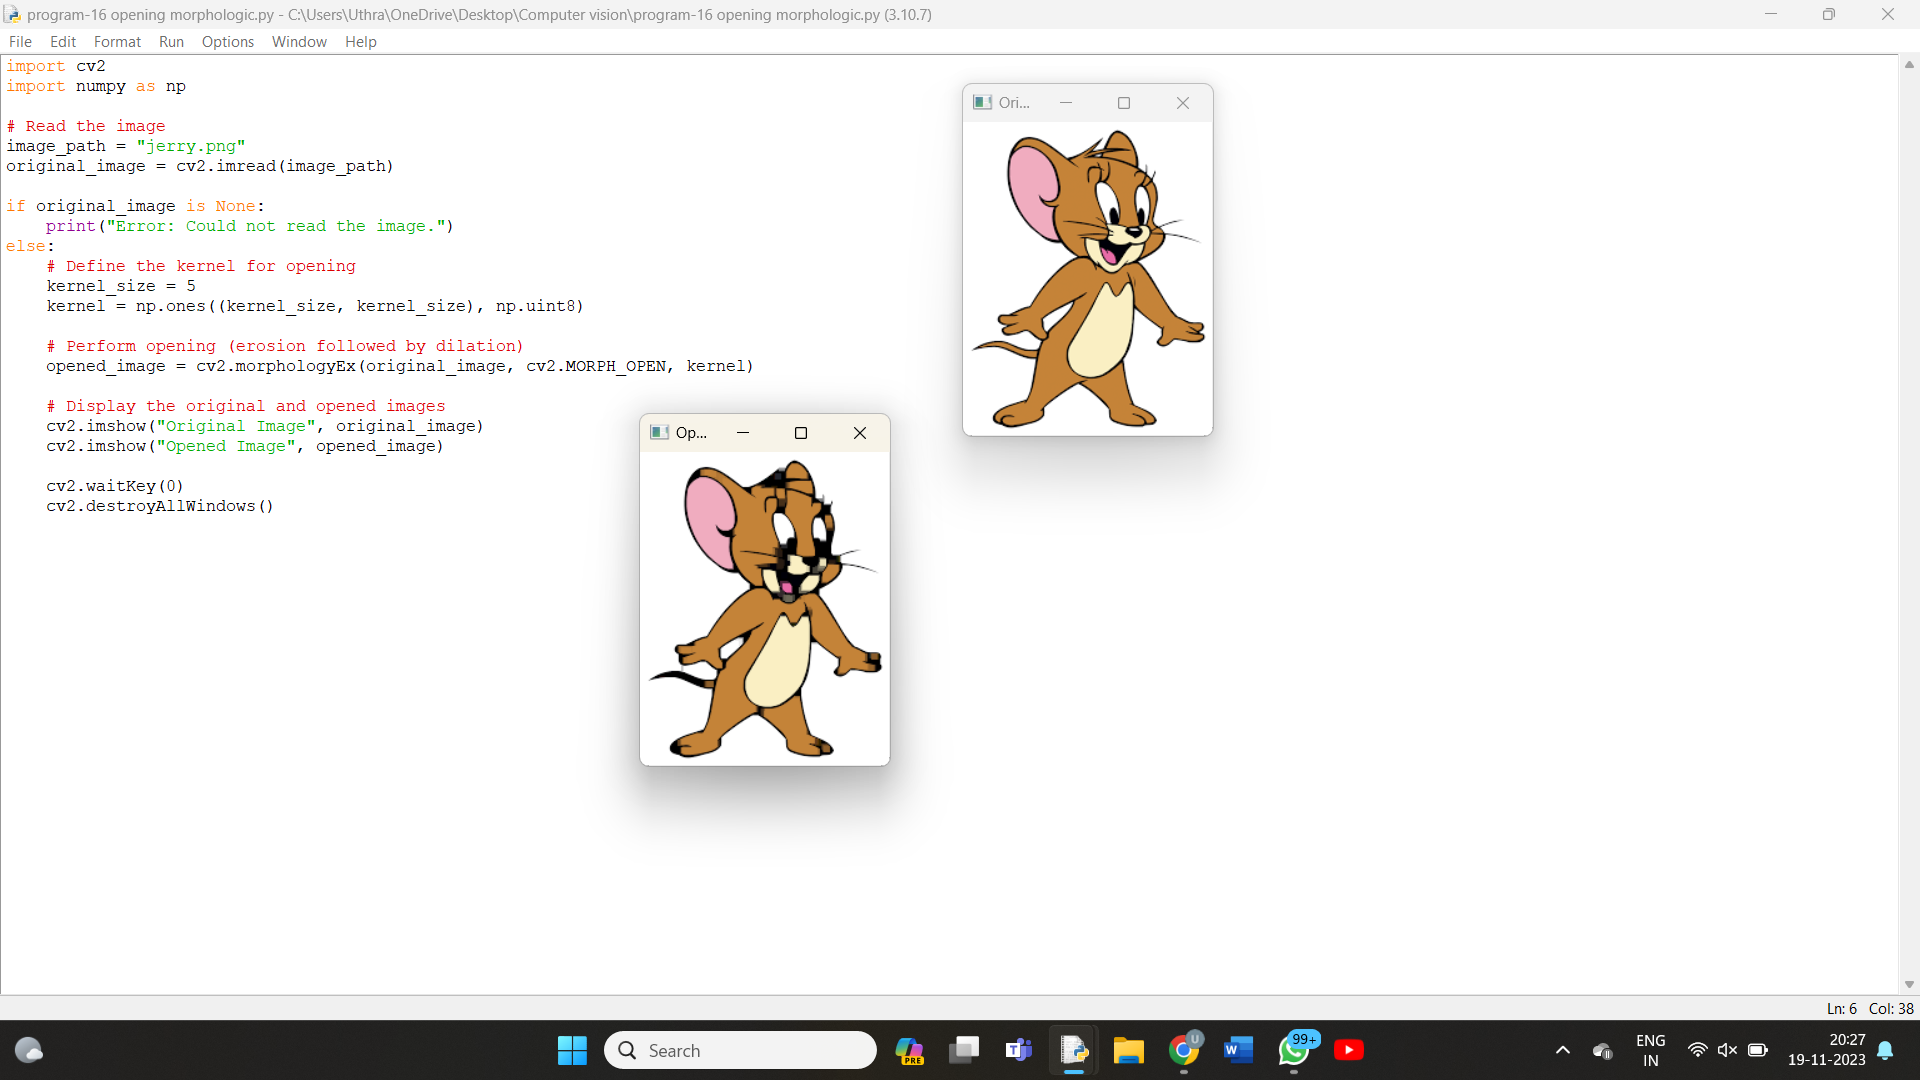 program-16 opening morphologic.py - C:\Users\Uthra\OneDrive\Desktop\Computer vision\program-16 opening morphologic.py (3.10.7)
File Edit Format Run Options Window Help
import cv2
import numpy as np
# Read the image
image_path = "jerry.png"
original_image = cv2.imread(image_path)
if original_image is None:
    print("Error: Could not read the image.")
else:
    # Define the kernel for opening
    kernel_size = 5
    kernel = np.ones((kernel_size, kernel_size), np.uint8)
    # Perform opening (erosion followed by dilation)
    opened_image = cv2.morphologyEx(original_image, cv2.MORPH_OPEN, kernel)
    # Display the original and opened images
    cv2.imshow("Original Image", original_image)
    cv2.imshow("Opened Image", opened_image)
    cv2.waitKey(0)
    cv2.destroyAllWindows()
Ori...
Op...
Ln: 6 Col: 38
Search
PRE
T
U
W
99+
ENG
IN
20:27
19-11-2023